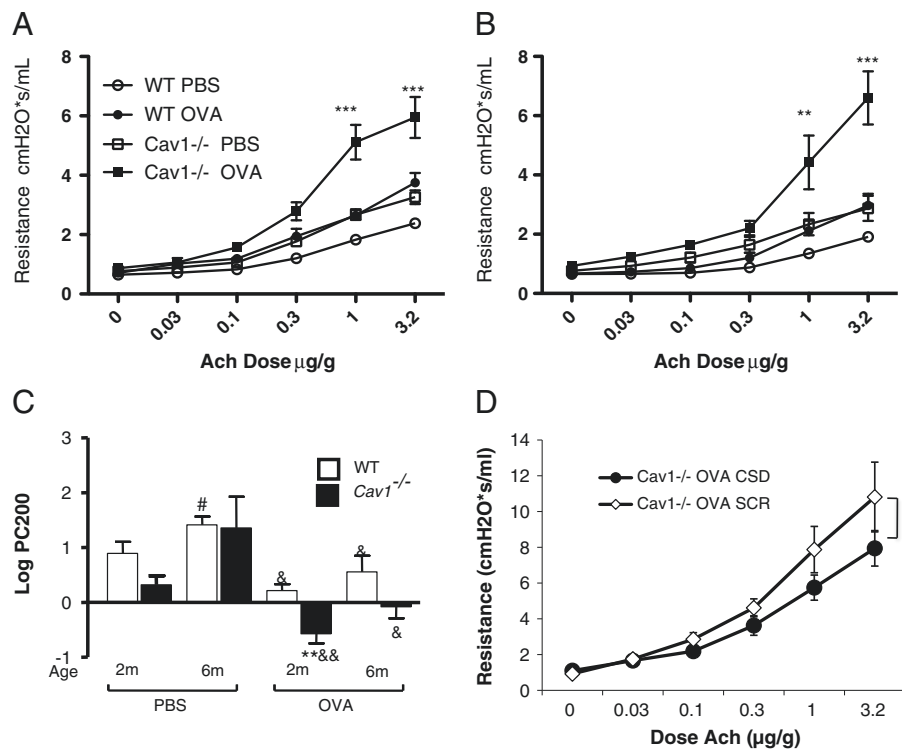 A
Resistance cmH2O*s/mL
8
6
4
2
0
WT PBS
WT OVA
Cav1-/- PBS
Cav1-/- OVA
***
***
0
0.03
0.1
0.3
1
3.2
Ach Dose μg/g
B
Resistance cmH2O*s/mL
8
6
4
2
0
**
***
0
0.03
0.1
0.3
1
3.2
Ach Dose μg/g
C
Log PC200
3
2
1
0
-1
WT
Cav1-/-
#
&
&
**&&
&
Age
2m
6m
2m
6m
PBS
OVA
D
Resistance (cmH2O*s/ml)
14
12
10
8
6
4
2
0
Cav1-/- OVA CSD
Cav1-/- OVA SCR
0
0.03
0.1
0.3
1
3.2
Dose Ach (μg/g)